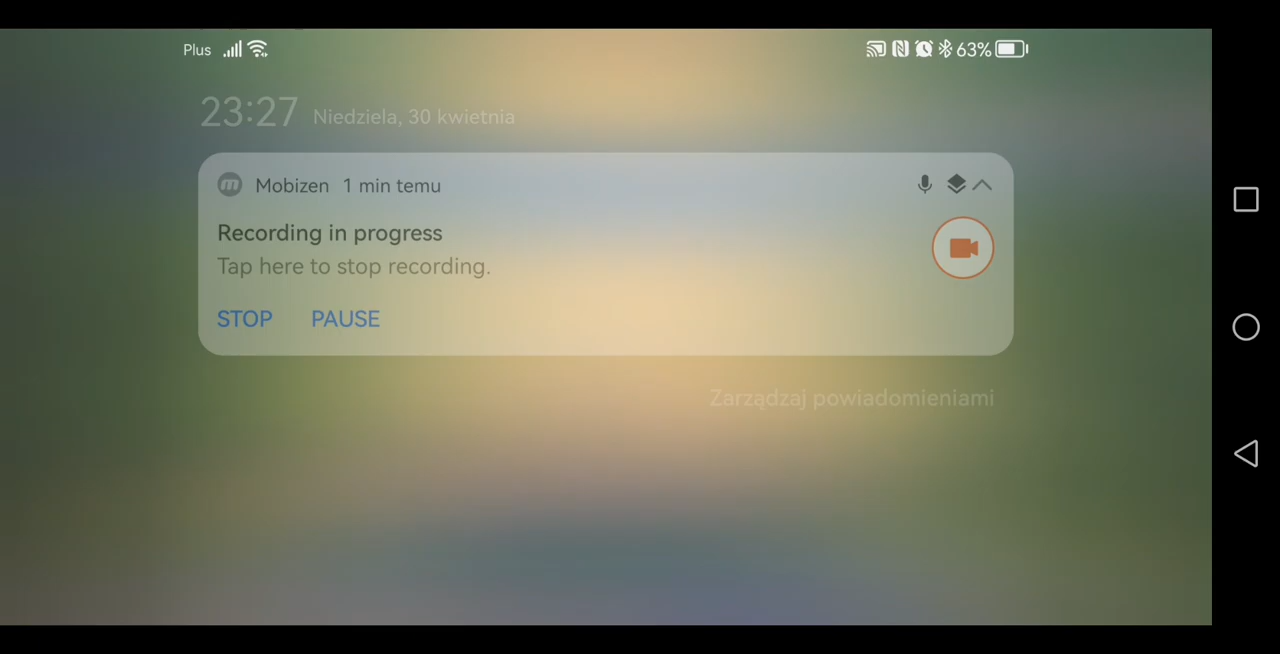 Plus 63%
23:27 Niedziela, 30 kwietnia
m Mobizen 1 min temu
Recording in progress
Tap here to stop recording.
STOP PAUSE
Zarządzaj powiadomieniami